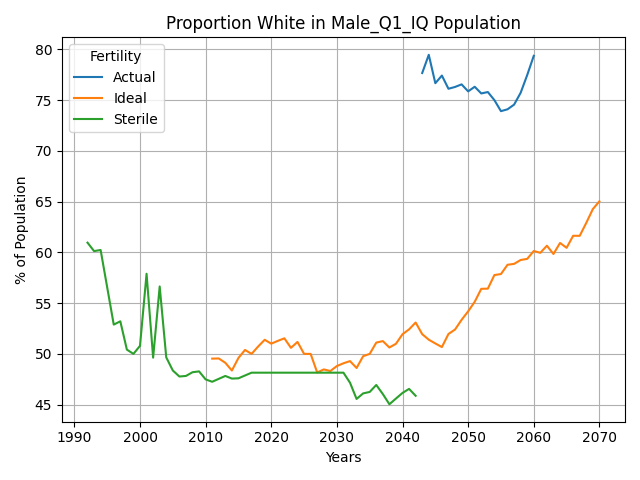 Proportion White in Male_Q1_IQ Population
Fertility
Actual
Ideal
Sterile
% of Population
80
75
70
65
60
55
50
45
1990 2000 2010 2020 2030 2040 2050 2060 2070
Years